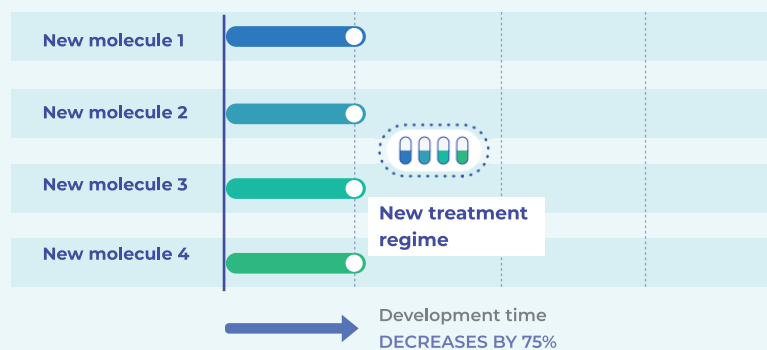 New molecule 1
New molecule 2
New molecule 3
New treatment
regime
New molecule 4
Development time
DECREASES BY 75%